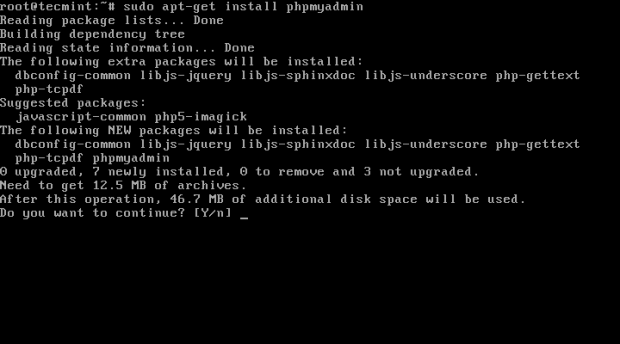 root@tecmint:~# sudo apt-get install phpmyadmin
Reading package lists... Done
Building dependency tree
Reading state information... Done
The following extra packages will be installed:
  dbconfig-common libjs-jquery libjs-sphinxdoc libjs-underscore php-gettext
  php-tcpdf
Suggested packages:
  javascript-common php5-imagick
The following NEW packages will be installed:
  dbconfig-common libjs-jquery libjs-sphinxdoc libjs-underscore php-gettext
  php-tcpdf phpmyadmin
0 upgraded, 7 newly installed, 0 to remove and 3 not upgraded.
Need to get 12.5 MB of archives.
After this operation, 46.7 MB of additional disk space will be used.
Do you want to continue? [Y/n] _